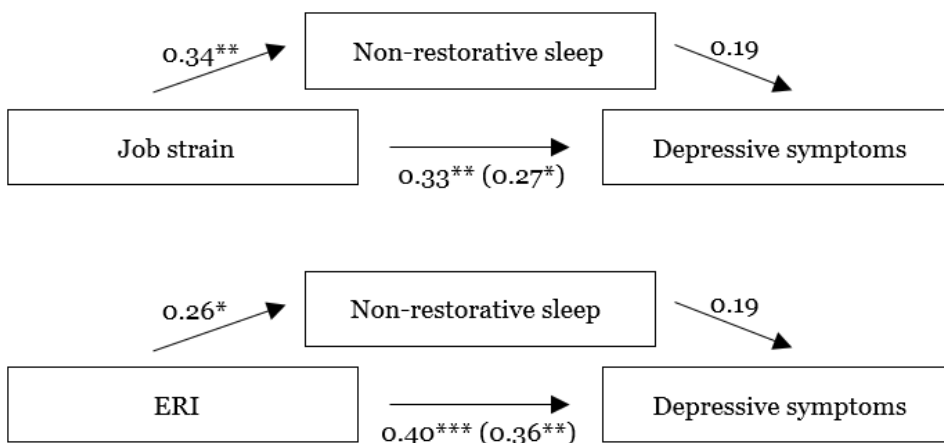 Non-restorative sleep
0.34**
0.19
Job strain
Depressive symptoms
0.33** (0.27*)
Non-restorative sleep
0.26*
0.19
ERI
Depressive symptoms
0.40*** (0.36**)